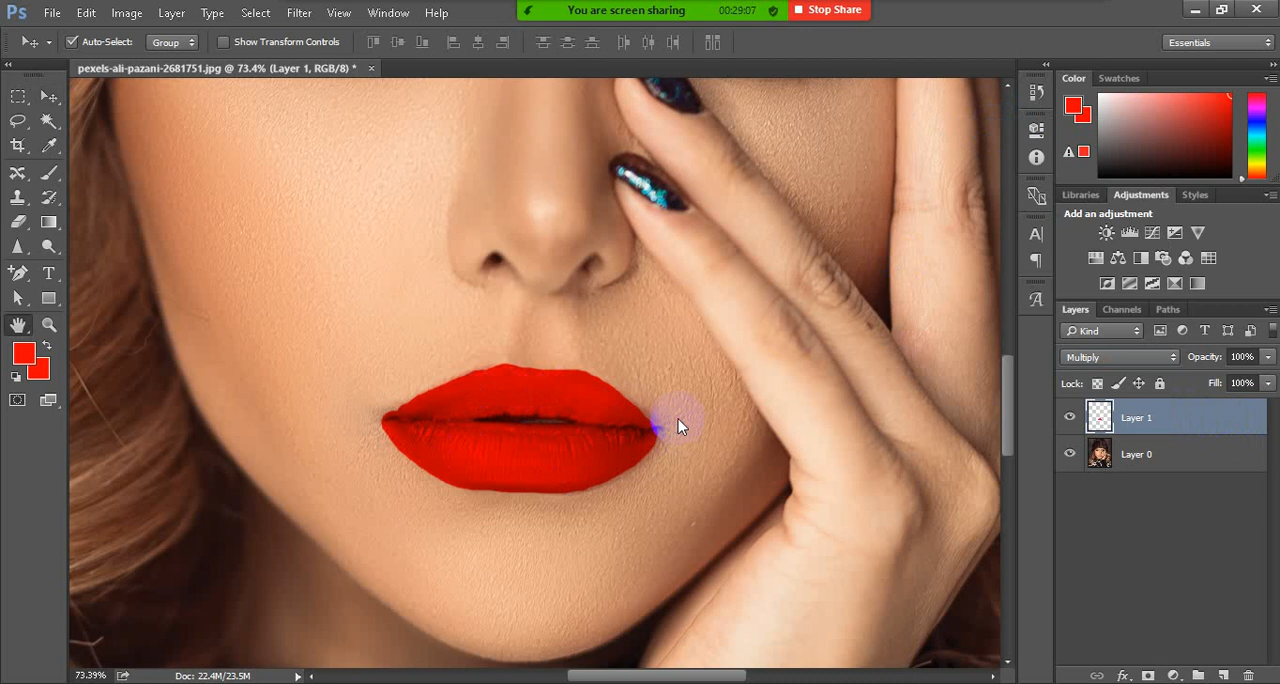 Ps File Edit Image Layer Type Select Filter View Window Help
You are screen sharing 00:29:07 Stop Share
Auto-Select: Group Show Transform Controls Essentials
pexels-ali-pazani-2681751.jpg @ 73.4% (Layer 1, RGB/8) *
Color Swatches
Libraries Adjustments Styles
Add an adjustment
Layers Channels Paths
Kind
Multiply Opacity: 100%
Lock: Fill: 100%
Layer 1
Layer 0
73.39% Doc: 22.4M/23.5M